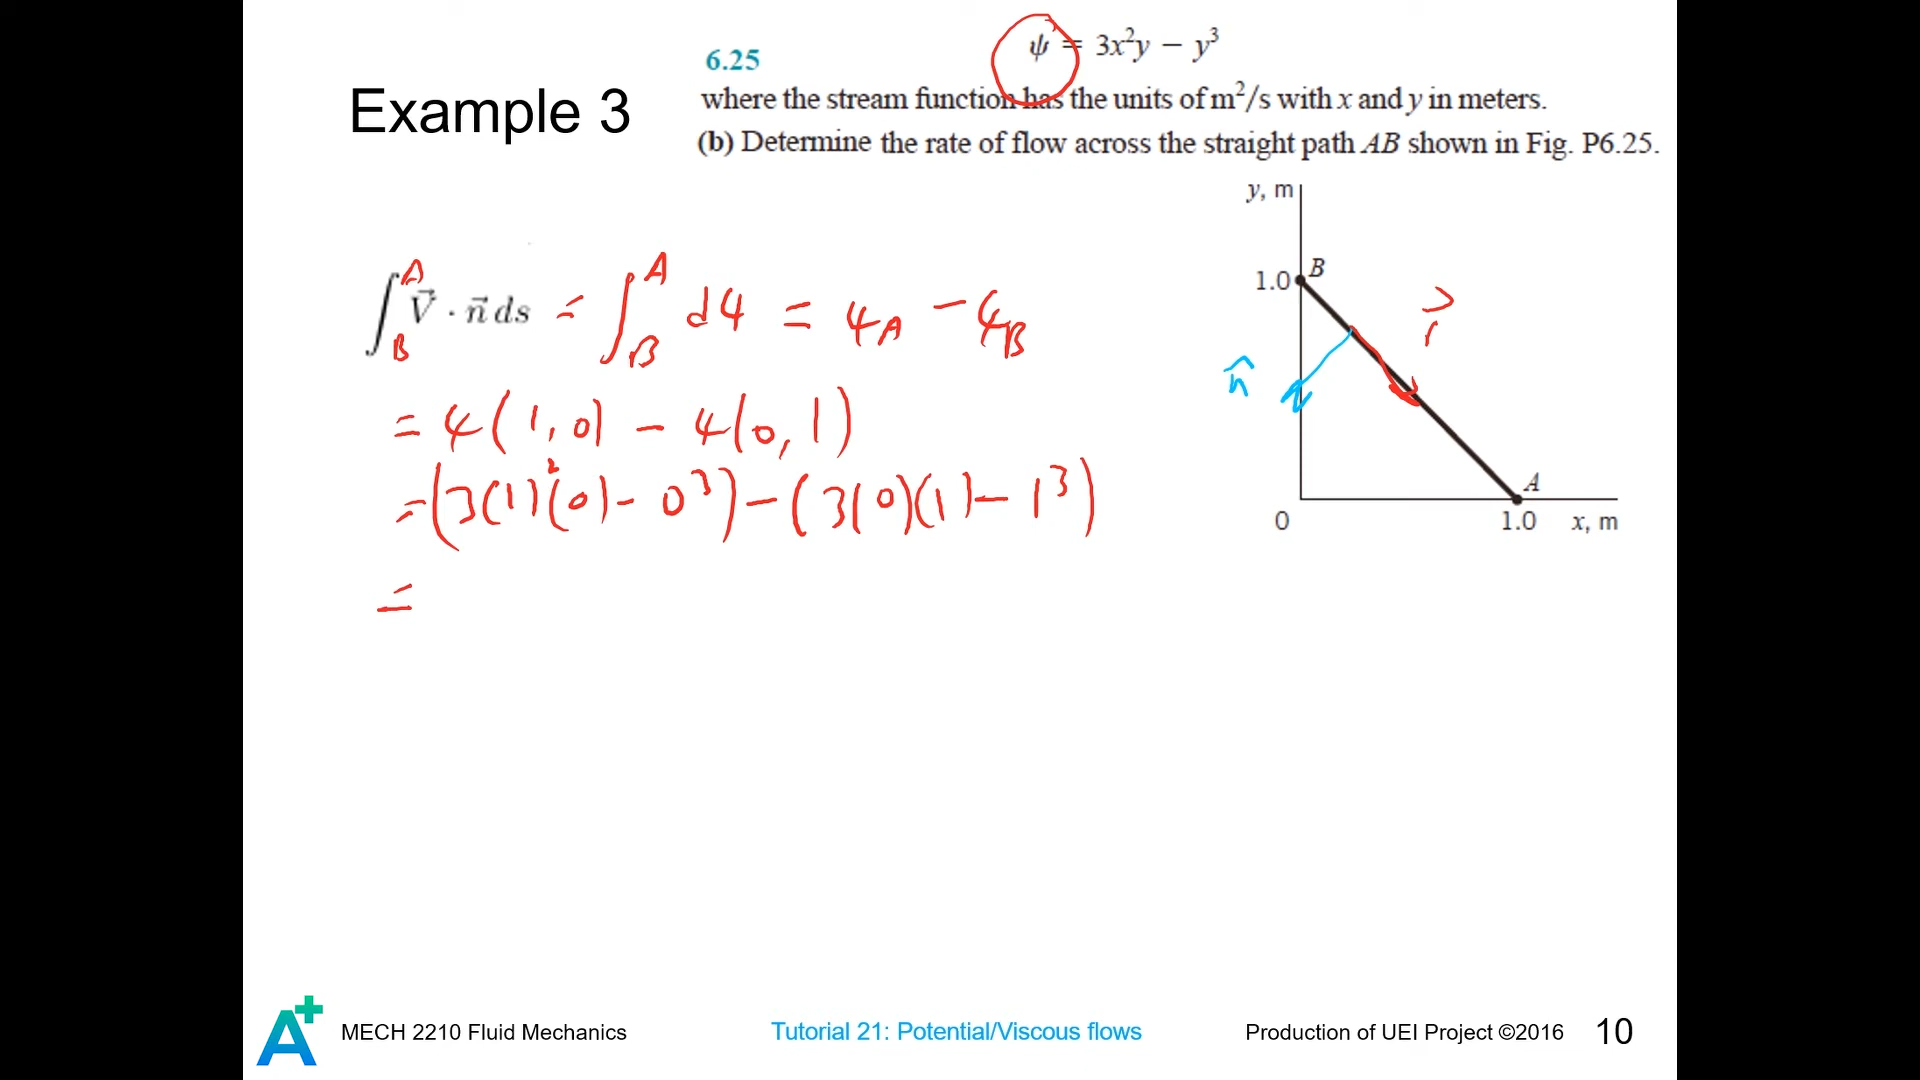 6.25
ψ = 3x²y − y³
Example 3
where the stream function has the units of m²/s with x and y in meters.
(b) Determine the rate of flow across the straight path AB shown in Fig. P6.25.
y, m
1.0
B
∫_B^A V⃗ · n⃗ ds = ∫_B^A dψ = ψ_A − ψ_B
n̂
= ψ(1,0) − ψ(0,1)
= (3(1)²(0) − 0³) − (3(0)(1) − 1³)
=
A
0
1.0
x, m
A+
MECH 2210 Fluid Mechanics
Tutorial 21: Potential/Viscous flows
Production of UEI Project ©2016
10